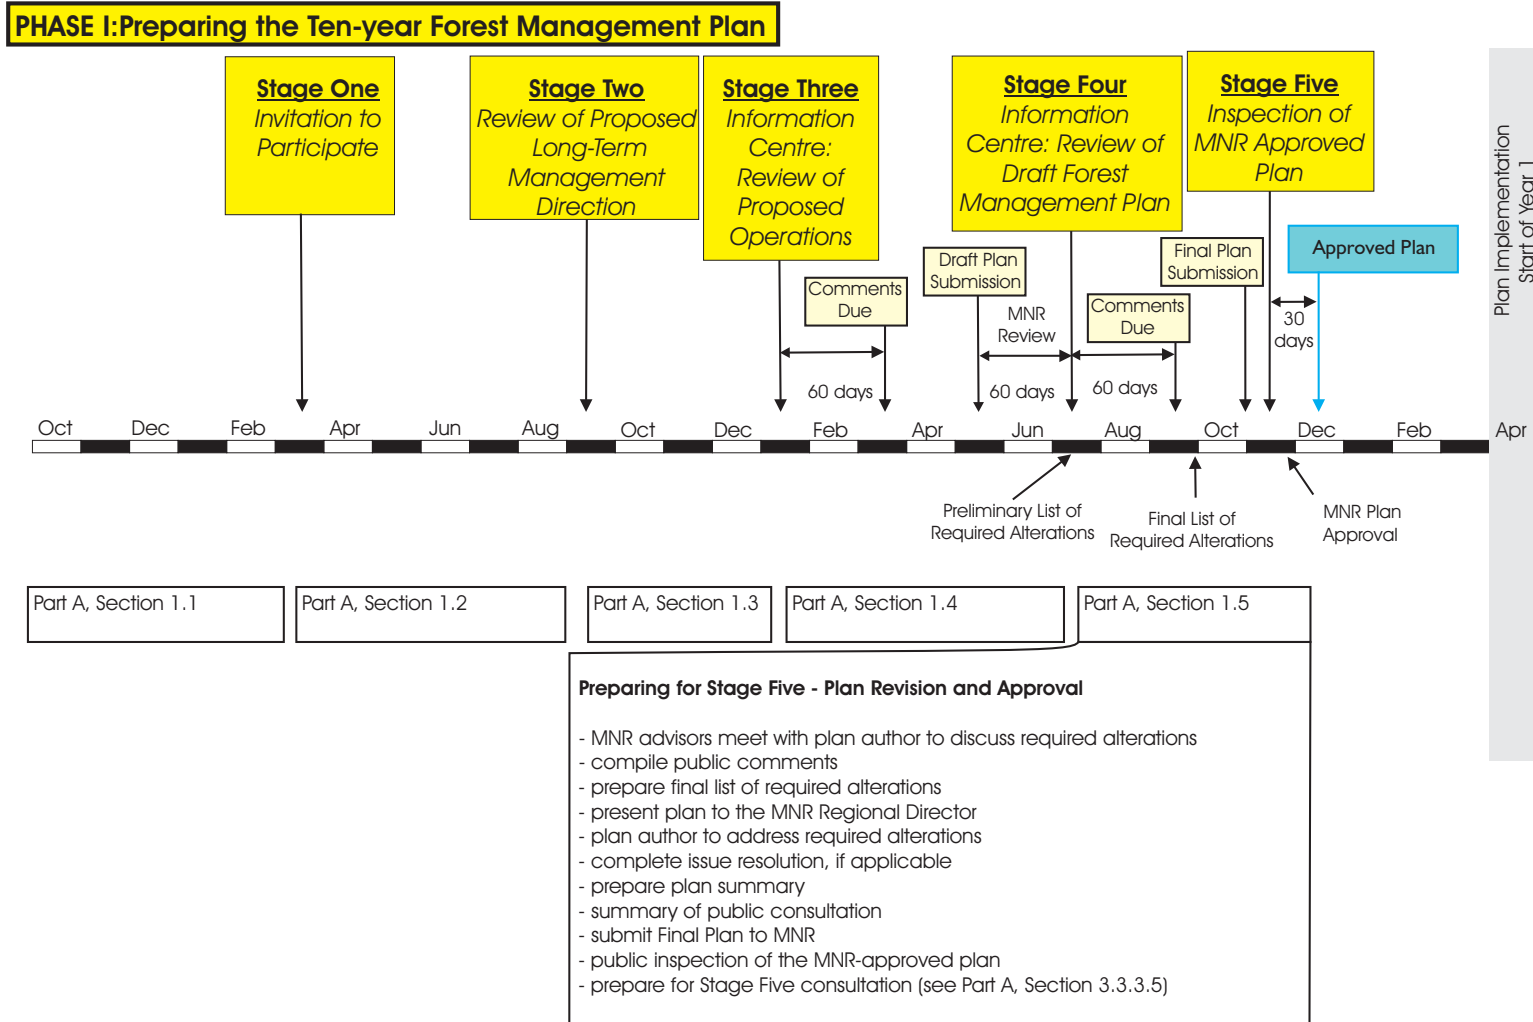 PHASE I:Preparing the Ten-year Forest Management Plan
Stage One
Invitation to
Participate
Stage Two
Review of Proposed
Long-Term
Management
Direction
Stage Three
Information
Centre:
Review of
Proposed
Operations
Stage Four
Information
Centre: Review of
Draft Forest
Management Plan
Stage Five
Inspection of
MNR Approved
Plan
Plan Implementation
Start of Year 1
Comments
Due
Draft Plan
Submission
MNR
Review
Comments
Due
Final Plan
Submission
Approved Plan
30
days
60 days
60 days
60 days
Oct
Dec
Feb
Apr
Jun
Aug
Oct
Dec
Feb
Apr
Jun
Aug
Oct
Dec
Feb
Apr
Preliminary List of
Required Alterations
Final List of
Required Alterations
MNR Plan
Approval
Part A, Section 1.1
Part A, Section 1.2
Part A, Section 1.3
Part A, Section 1.4
Part A, Section 1.5
Preparing for Stage Five - Plan Revision and Approval
- MNR advisors meet with plan author to discuss required alterations
- compile public comments
- prepare final list of required alterations
- present plan to the MNR Regional Director
- plan author to address required alterations
- complete issue resolution, if applicable
- prepare plan summary
- summary of public consultation
- submit Final Plan to MNR
- public inspection of the MNR-approved plan
- prepare for Stage Five consultation (see Part A, Section 3.3.3.5)